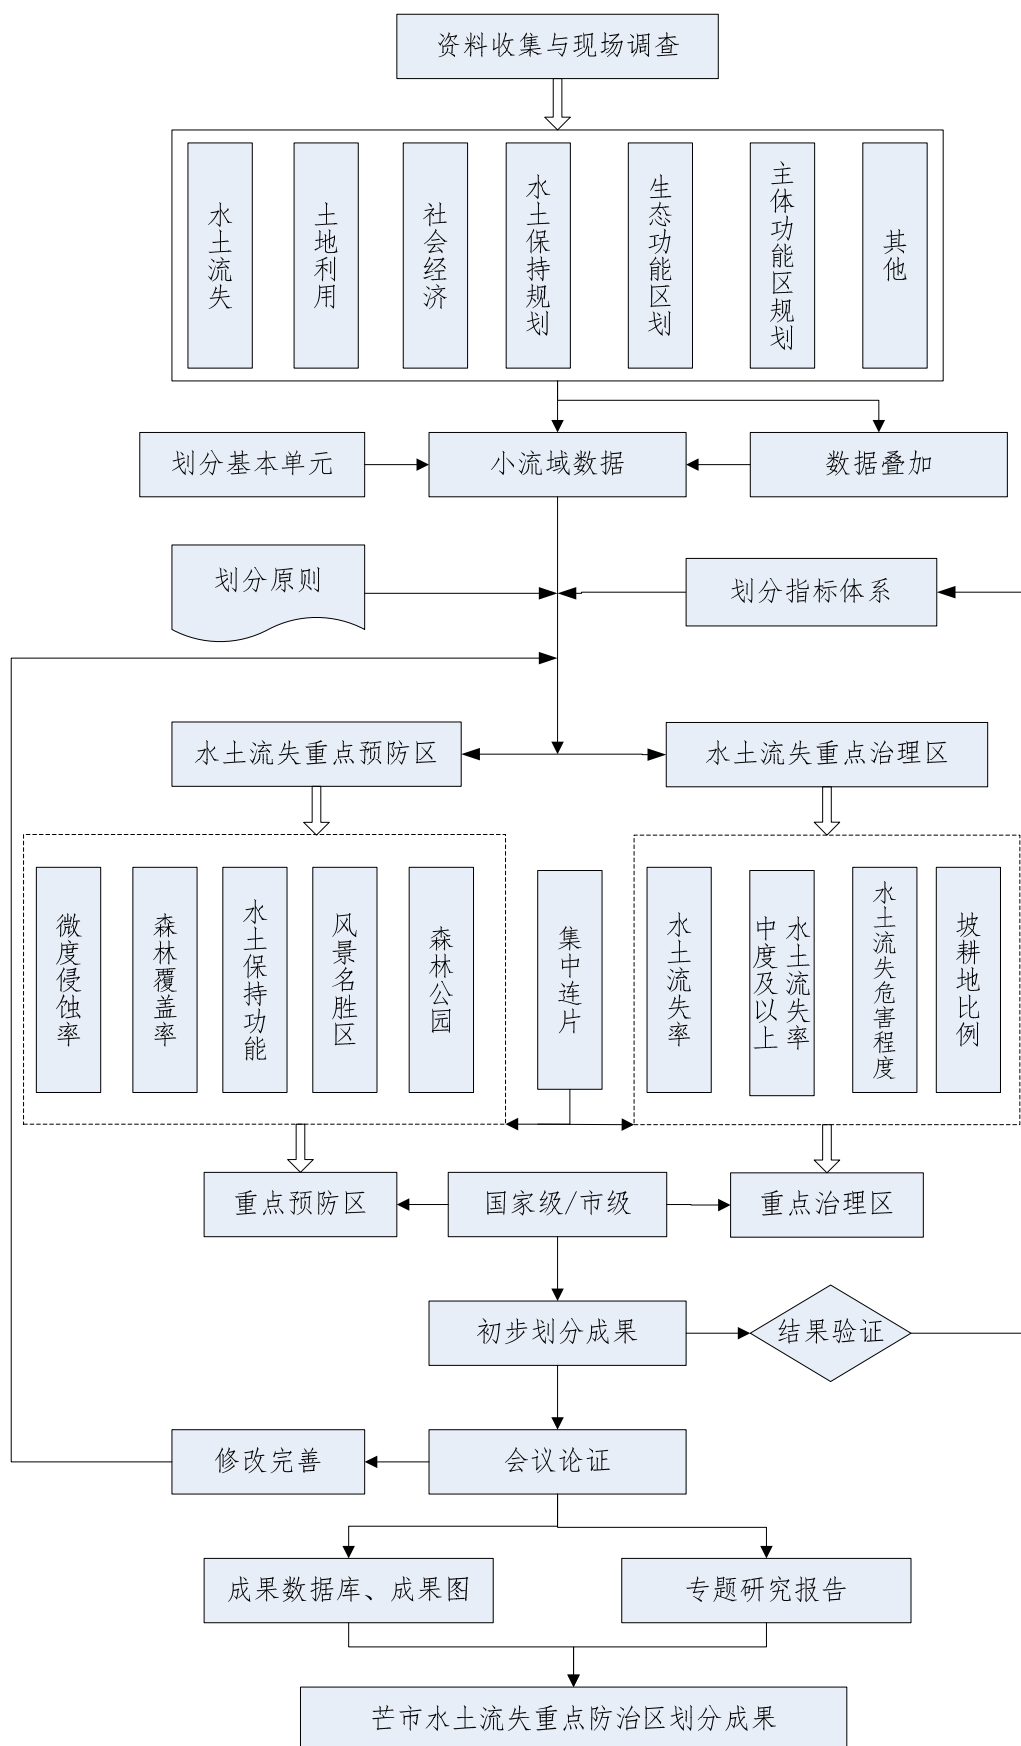 资料收集与现场调查
水土流失
土地利用
社会经济
水土保持规划
生态功能区划
主体功能区规划
其他
划分基本单元
小流域数据
数据叠加
划分原则
划分指标体系
水土流失重点预防区
水土流失重点治理区
微度侵蚀率
森林覆盖率
水土保持功能
风景名胜区
森林公园
集中连片
水土流失率
中度及以上
水土流失率
水土流失危害程度
坡耕地比例
重点预防区
国家级/市级
重点治理区
初步划分成果
结果验证
修改完善
会议论证
成果数据库、成果图
专题研究报告
芒市水土流失重点防治区划分成果